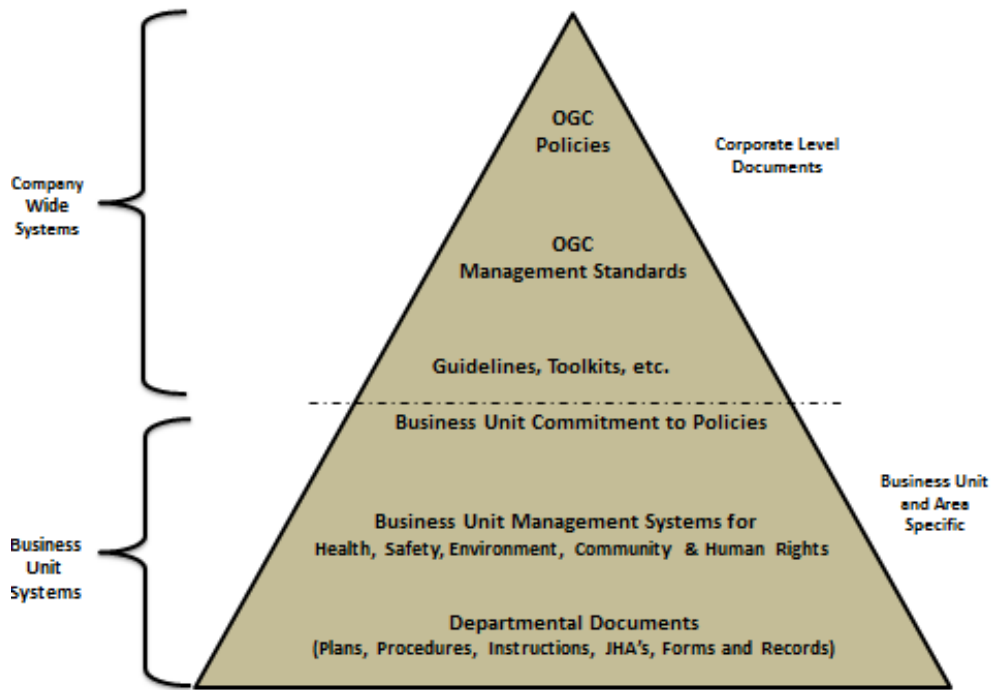 OGC
Policies
Corporate Level
Documents
Company
Wide
Systems
OGC
Management Standards
Guidelines, Toolkits, etc.
Business Unit Commitment to Policies
Business Unit
and Area
Specific
Business Unit Management Systems for
Health, Safety, Environment, Community & Human Rights
Business
Unit
Systems
Departmental Documents
(Plans, Procedures, Instructions, JHA's, Forms and Records)